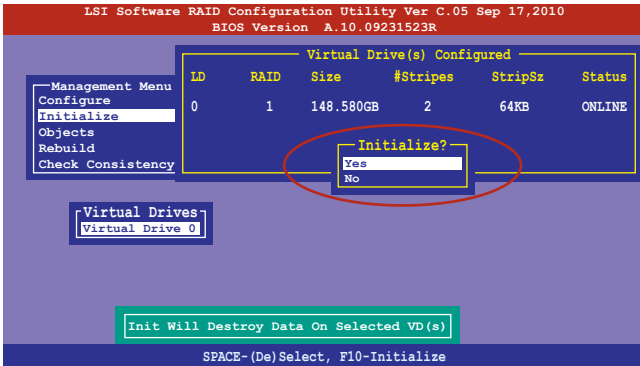 LSI Software RAID Configuration Utility Ver C.05 Sep 17,2010
BIOS Version A.10.09231523R
Virtual Drive(s) Configured
LD RAID Size #Stripes StripSz Status
0 1 148.580GB 2 64KB ONLINE
Management Menu
Configure
Initialize
Objects
Rebuild
Check Consistency
Initialize?
Yes
No
Virtual Drives
Virtual Drive 0
Init Will Destroy Data On Selected VD(s)
SPACE-(De)Select, F10-Initialize